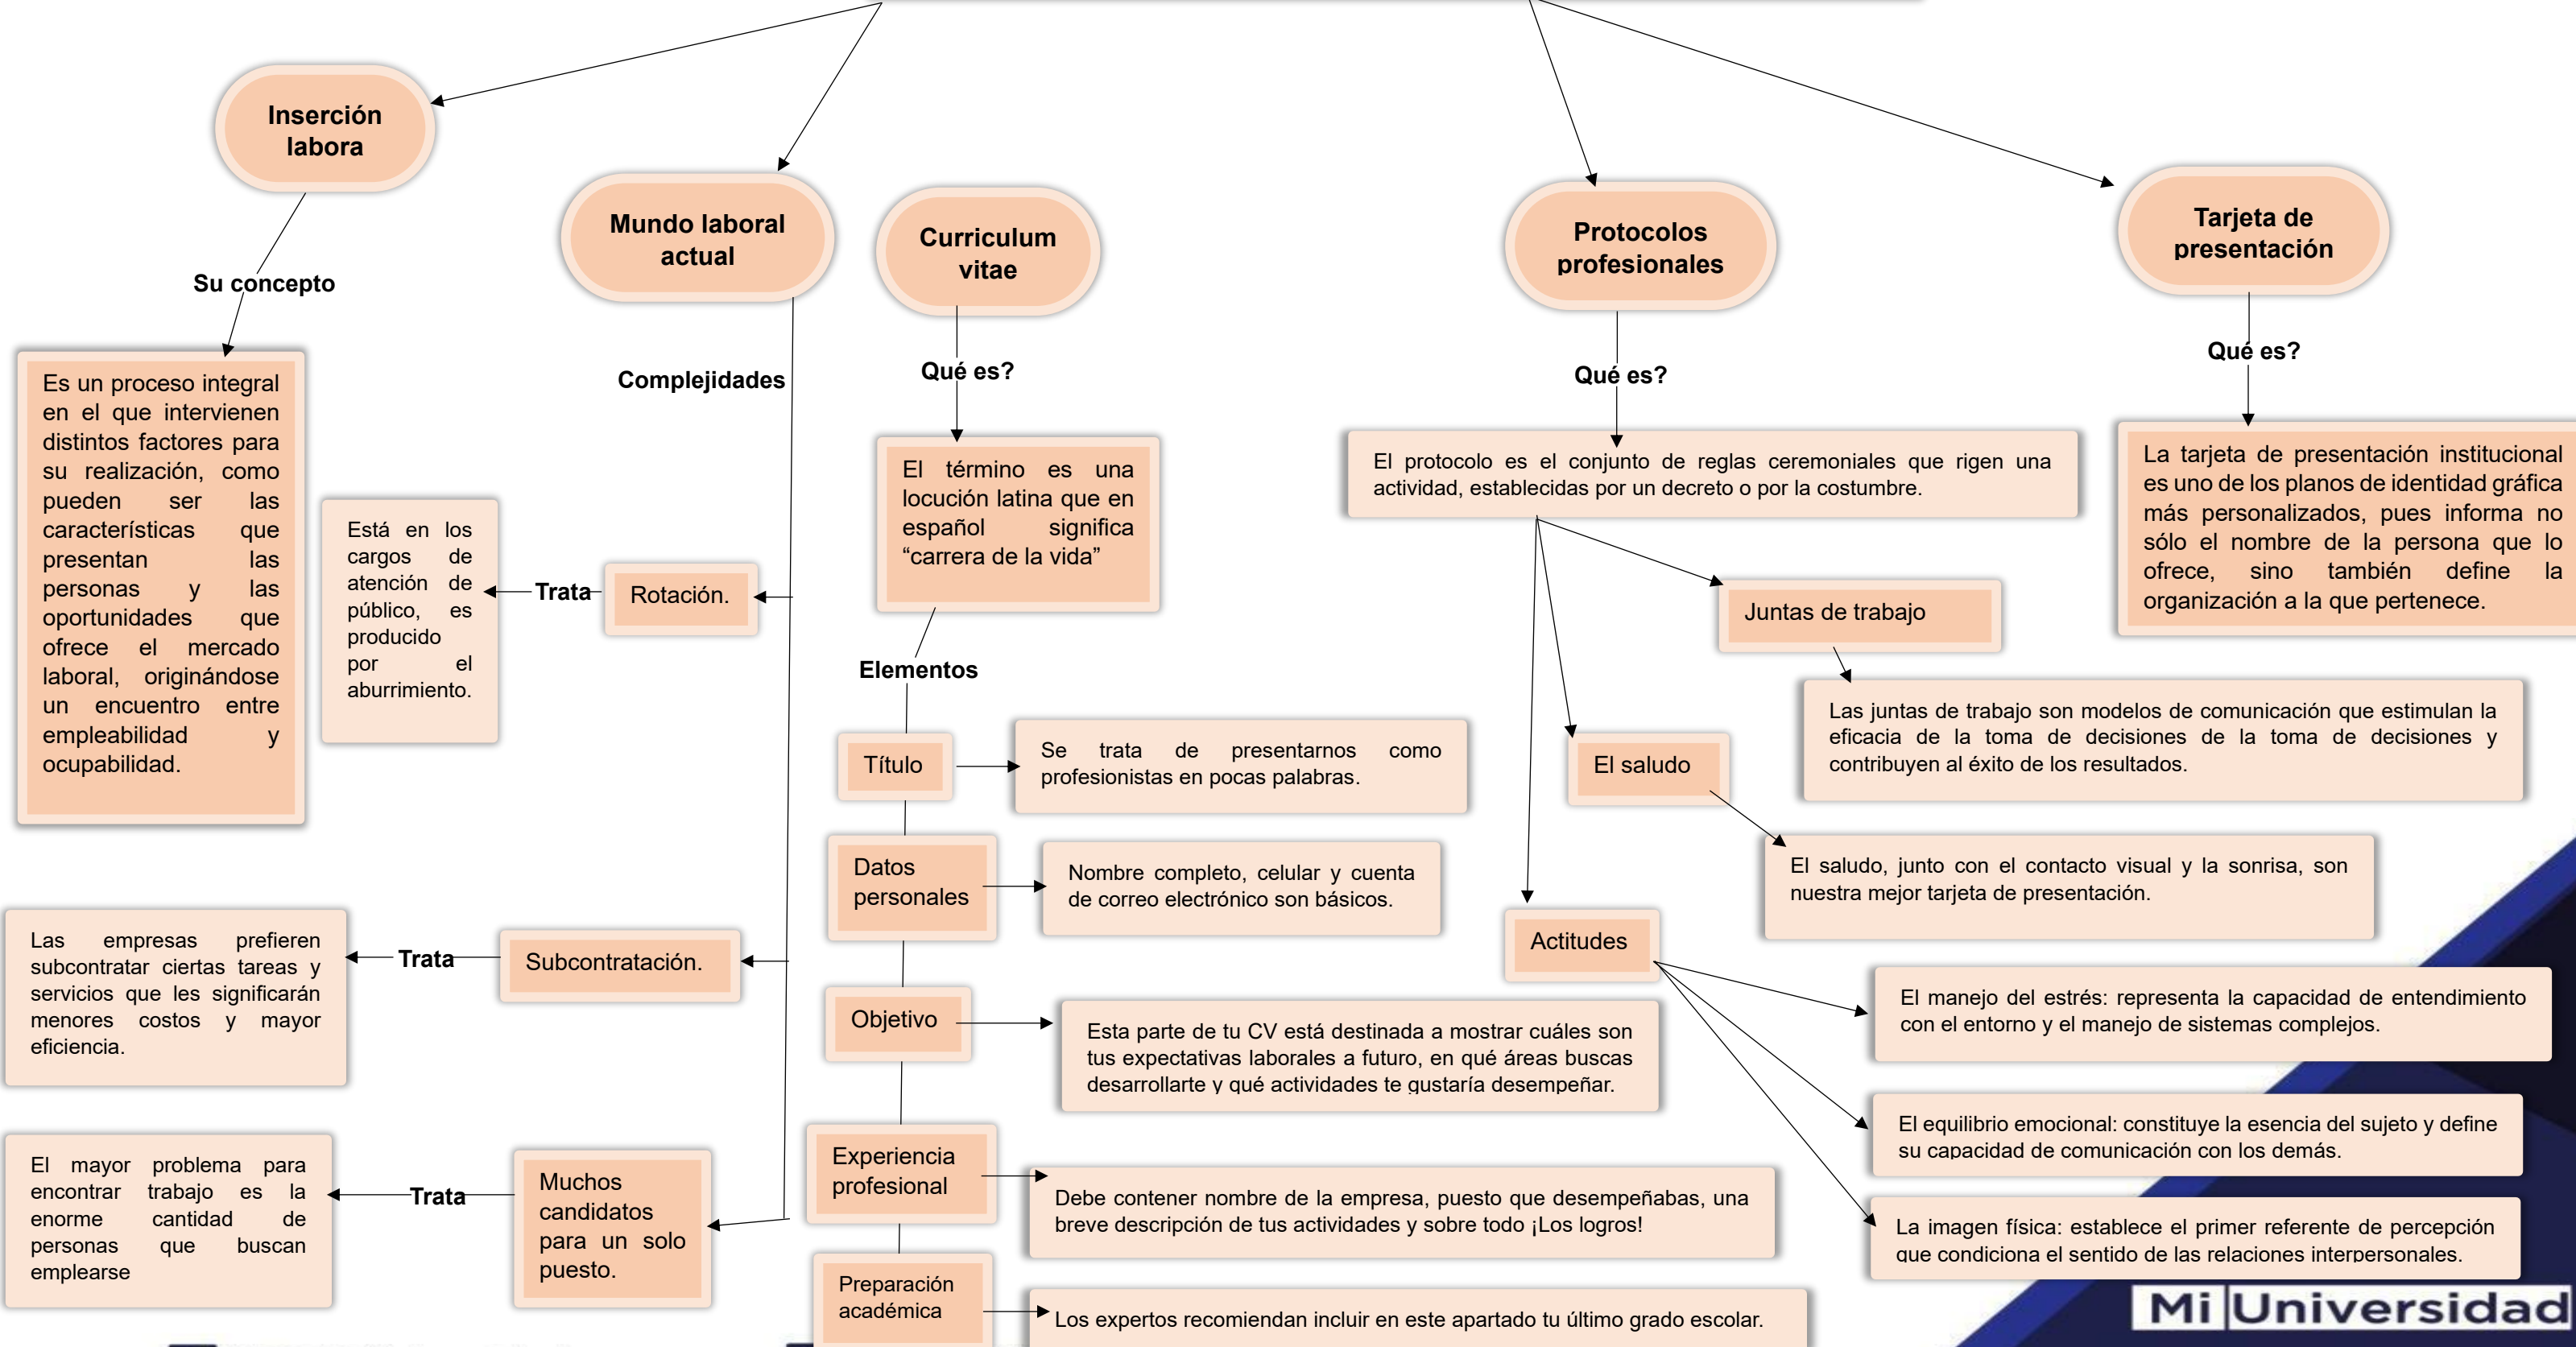 Inserción
labora
Su concepto
Es un proceso integral
en el que intervienen
distintos factores para
su realización, como
pueden ser las
características que
presentan las
personas y las
oportunidades que
ofrece el mercado
laboral, originándose
un encuentro entre
empleabilidad y
ocupabilidad.
Mundo laboral
actual
Complejidades
Rotación.
Trata
Está en los
cargos de
atención de
público, es
producido
por el
aburrimiento.
Subcontratación.
Trata
Las empresas prefieren
subcontratar ciertas tareas y
servicios que les significarán
menores costos y mayor
eficiencia.
Muchos
candidatos
para un solo
puesto.
Trata
El mayor problema para
encontrar trabajo es la
enorme cantidad de
personas que buscan
emplearse
Curriculum
vitae
Qué es?
El término es una
locución latina que en
español significa
“carrera de la vida”
Elementos
Título
Se trata de presentarnos como
profesionistas en pocas palabras.
Datos
personales
Nombre completo, celular y cuenta
de correo electrónico son básicos.
Objetivo
Esta parte de tu CV está destinada a mostrar cuáles son
tus expectativas laborales a futuro, en qué áreas buscas
desarrollarte y qué actividades te gustaría desempeñar.
Experiencia
profesional
Debe contener nombre de la empresa, puesto que desempeñabas, una
breve descripción de tus actividades y sobre todo ¡Los logros!
Preparación
académica
Los expertos recomiendan incluir en este apartado tu último grado escolar.
Protocolos
profesionales
Qué es?
El protocolo es el conjunto de reglas ceremoniales que rigen una
actividad, establecidas por un decreto o por la costumbre.
Juntas de trabajo
Las juntas de trabajo son modelos de comunicación que estimulan la
eficacia de la toma de decisiones de la toma de decisiones y
contribuyen al éxito de los resultados.
El saludo
El saludo, junto con el contacto visual y la sonrisa, son
nuestra mejor tarjeta de presentación.
Actitudes
El manejo del estrés: representa la capacidad de entendimiento
con el entorno y el manejo de sistemas complejos.
El equilibrio emocional: constituye la esencia del sujeto y define
su capacidad de comunicación con los demás.
La imagen física: establece el primer referente de percepción
que condiciona el sentido de las relaciones interpersonales.
Tarjeta de
presentación
Qué es?
La tarjeta de presentación institucional
es uno de los planos de identidad gráfica
más personalizados, pues informa no
sólo el nombre de la persona que lo
ofrece, sino también define la
organización a la que pertenece.
Mi Universidad